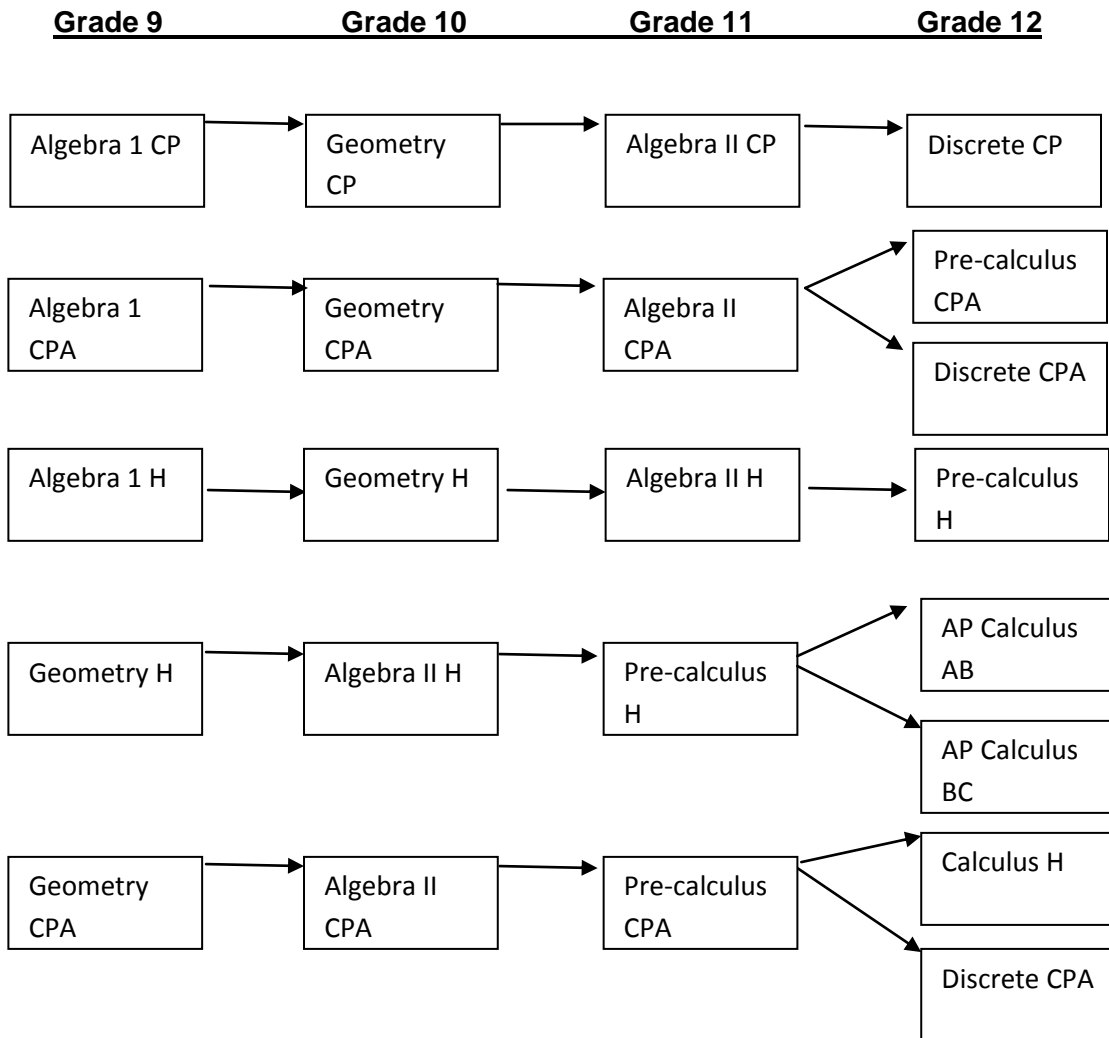 Grade 9 Grade 10 Grade 11 Grade 12
Algebra 1 CP
Geometry
CP
Algebra II CP
Discrete CP
Algebra 1
CPA
Geometry
CPA
Algebra II
CPA
Pre-calculus
CPA
Discrete CPA
Algebra 1 H
Geometry H
Algebra II H
Pre-calculus
H
Geometry H
Algebra II H
Pre-calculus
H
AP Calculus
AB
AP Calculus
BC
Geometry
CPA
Algebra II
CPA
Pre-calculus
CPA
Calculus H
Discrete CPA